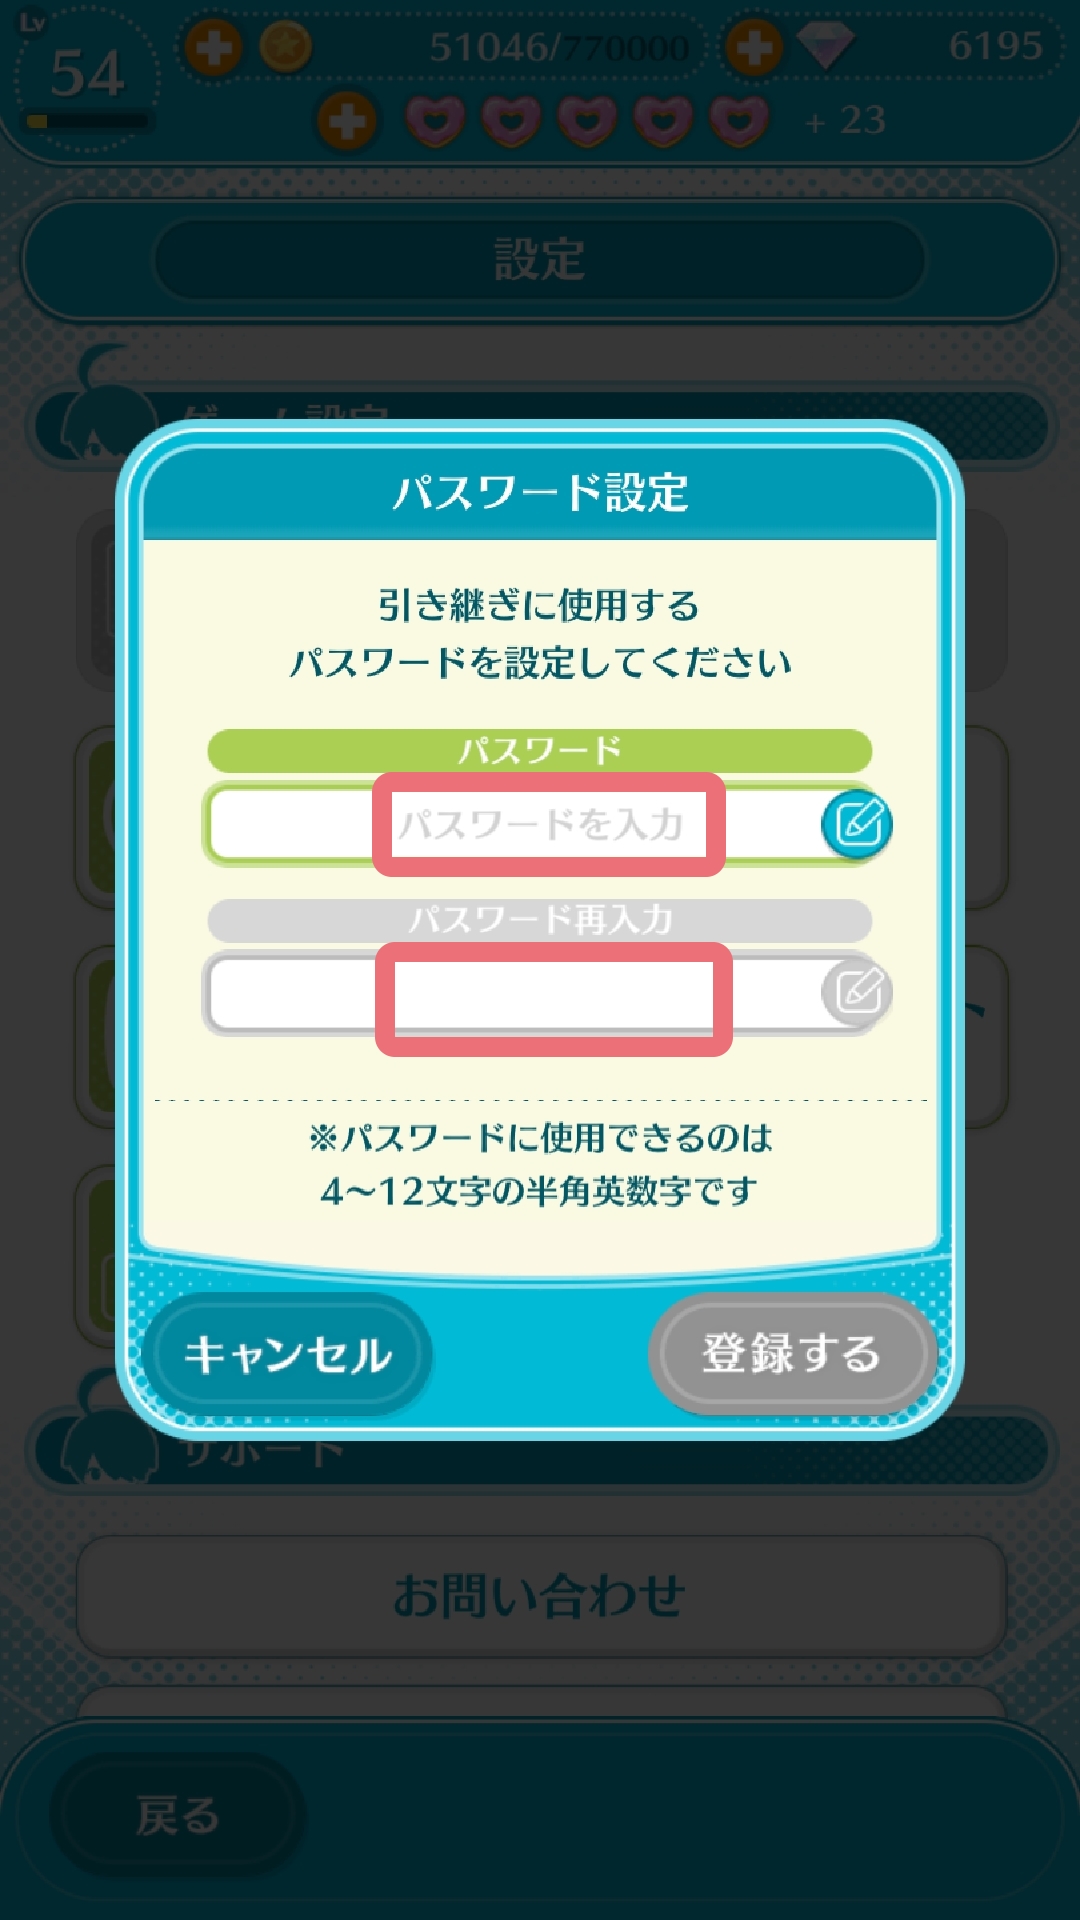 Lv
54
51046/770000
6195
+ 23
設定
ゲーム設定
パスワード設定
引き継ぎに使用する
パスワードを設定してください
パスワード
パスワードを入力
パスワード再入力
※パスワードに使用できるのは
4〜12文字の半角英数字です
キャンセル
登録する
サポート
お問い合わせ
戻る